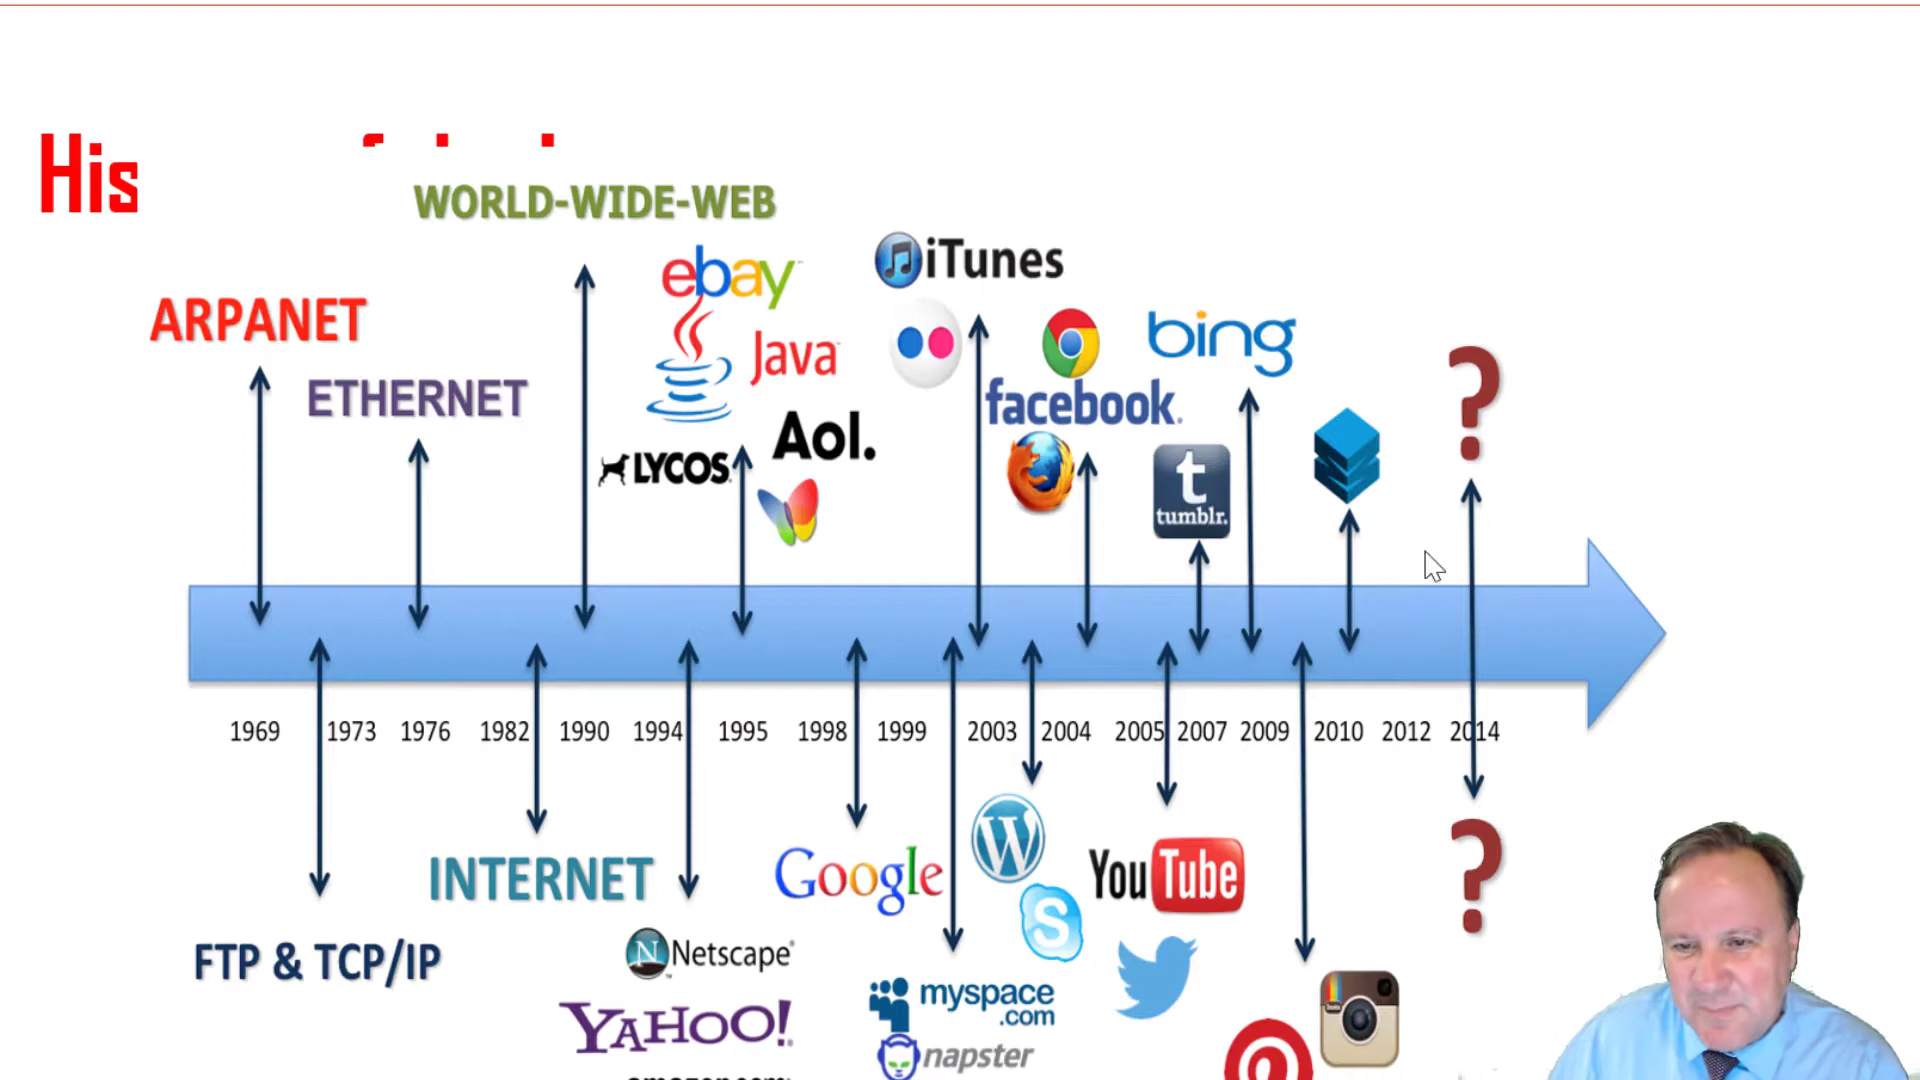 His
WORLD-WIDE-WEB
ebay
iTunes
ARPANET
Java
bing
?
ETHERNET
facebook.
Aol.
LYCOS
t
tumblr.
1969 1973 1976 1982 1990 1994 1995 1998 1999 2003 2004 2005 2007 2009 2010 2012 2014
W
INTERNET
Google
You Tube
?
S
FTP & TCP/IP
N Netscape
myspace
.com
YAHOO!
napster